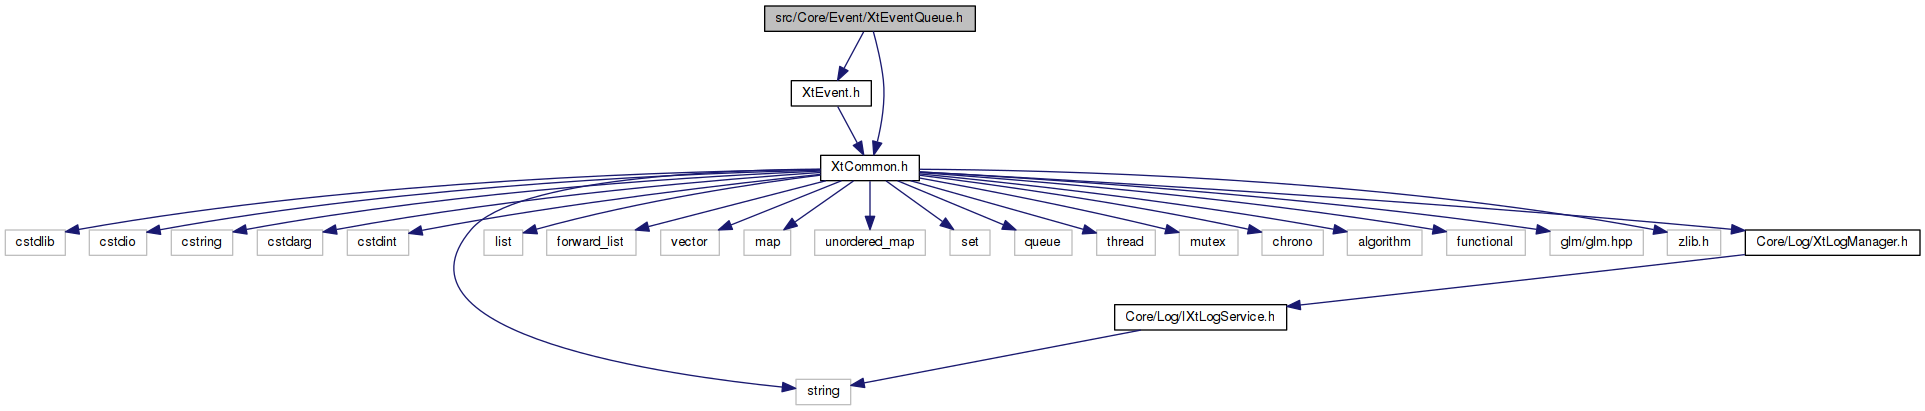 src/Core/Event/XtEventQueue.h
XtEvent.h
XtCommon.h
cstdlib
cstdio
cstring
cstdarg
cstdint
list
forward_list
vector
map
unordered_map
set
queue
thread
mutex
chrono
algorithm
functional
glm/glm.hpp
zlib.h
Core/Log/XtLogManager.h
Core/Log/IXtLogService.h
string